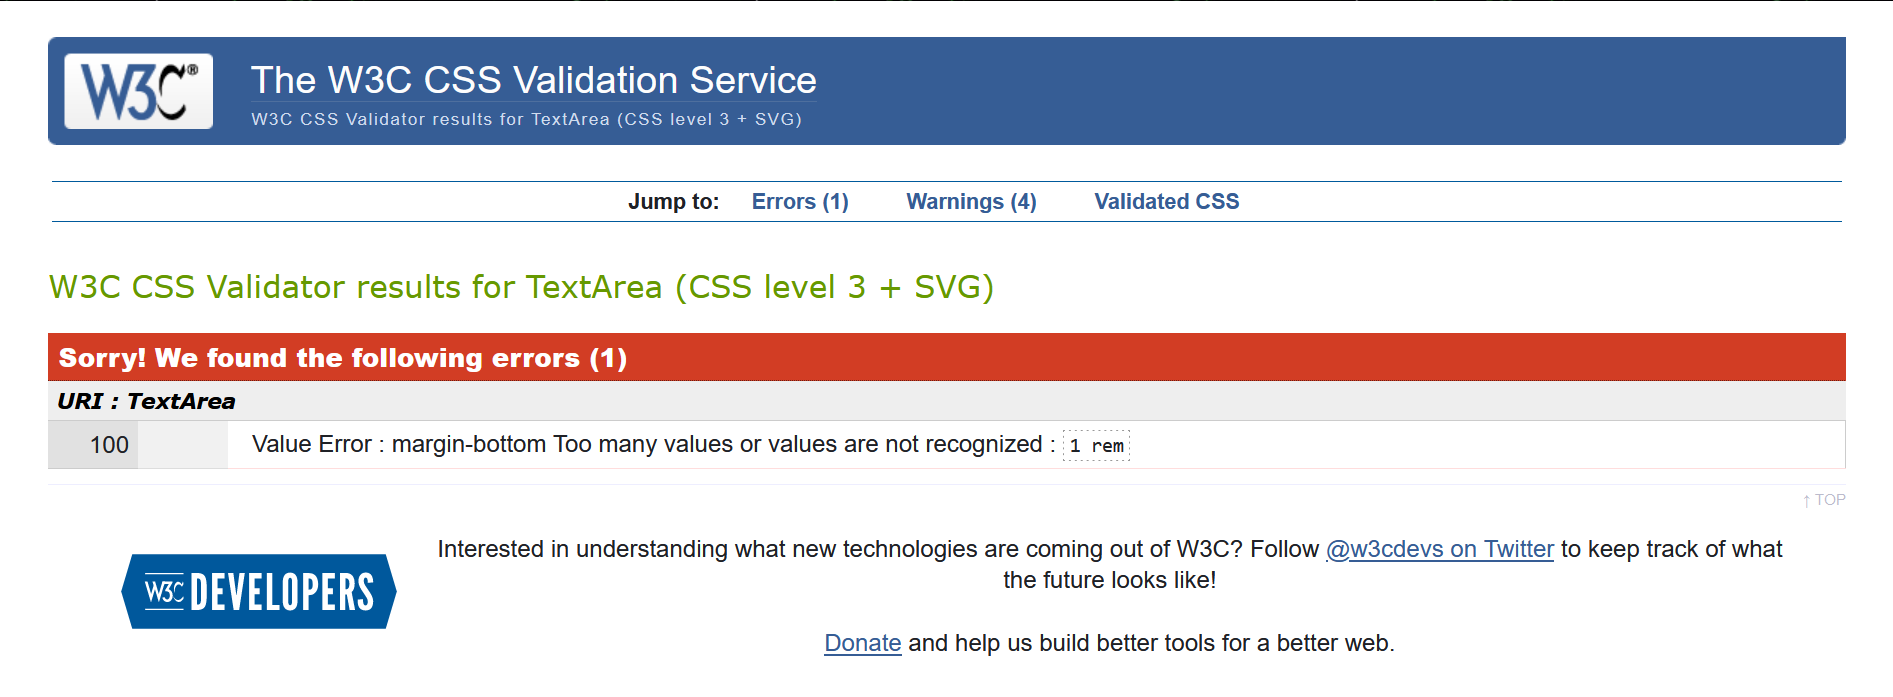 W3C®
The W3C CSS Validation Service
W3C CSS Validator results for TextArea (CSS level 3 + SVG)
Jump to: Errors (1) Warnings (4) Validated CSS
W3C CSS Validator results for TextArea (CSS level 3 + SVG)
Sorry! We found the following errors (1)
URI : TextArea
100 Value Error : margin-bottom Too many values or values are not recognized : 1 rem
↑ TOP
Interested in understanding what new technologies are coming out of W3C? Follow @w3cdevs on Twitter to keep track of what
the future looks like!
W3C DEVELOPERS
Donate and help us build better tools for a better web.